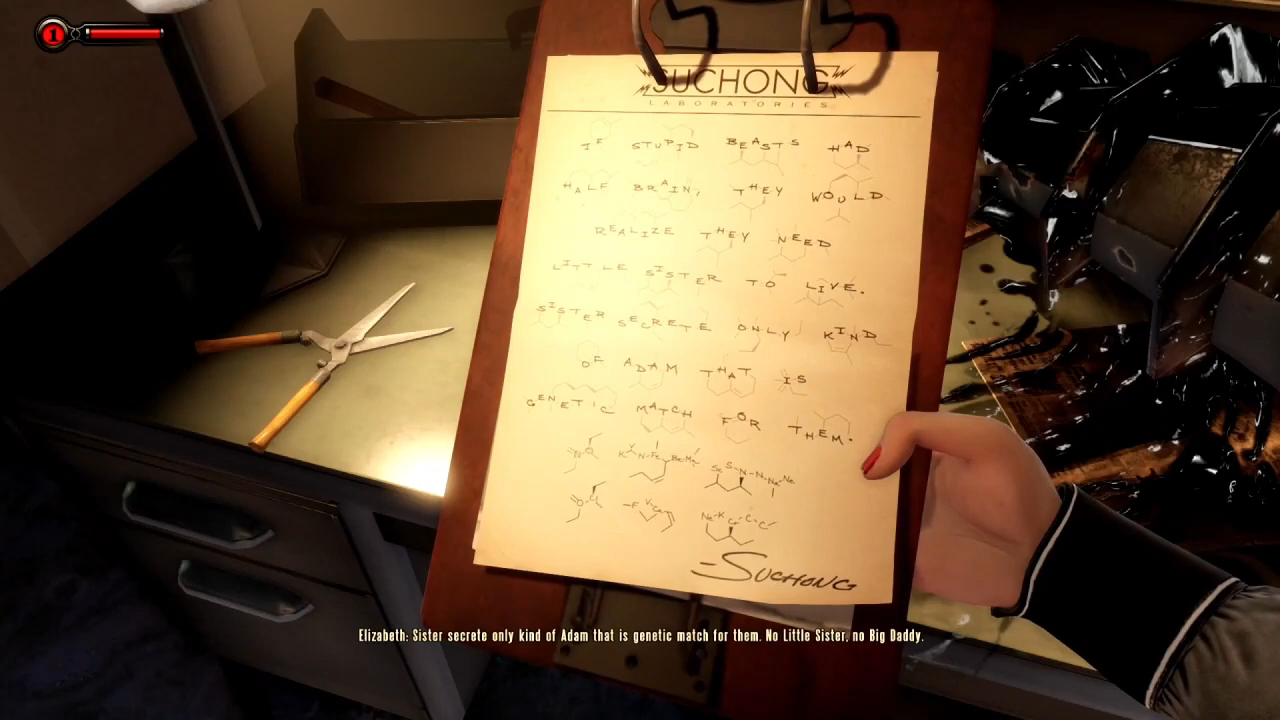 1
SUCHONG
LABORATORIES
IF STUPID BEASTS HAD
HALF BRAIN, THEY WOULD
REALIZE THEY NEED
LITTLE SISTER TO LIVE.
SISTER SECRETE ONLY KIND
OF ADAM THAT IS
GENETIC MATCH FOR THEM.
-SUCHONG
Elizabeth: Sister secrete only kind of Adam that is genetic match for them. No Little Sister, no Big Daddy.